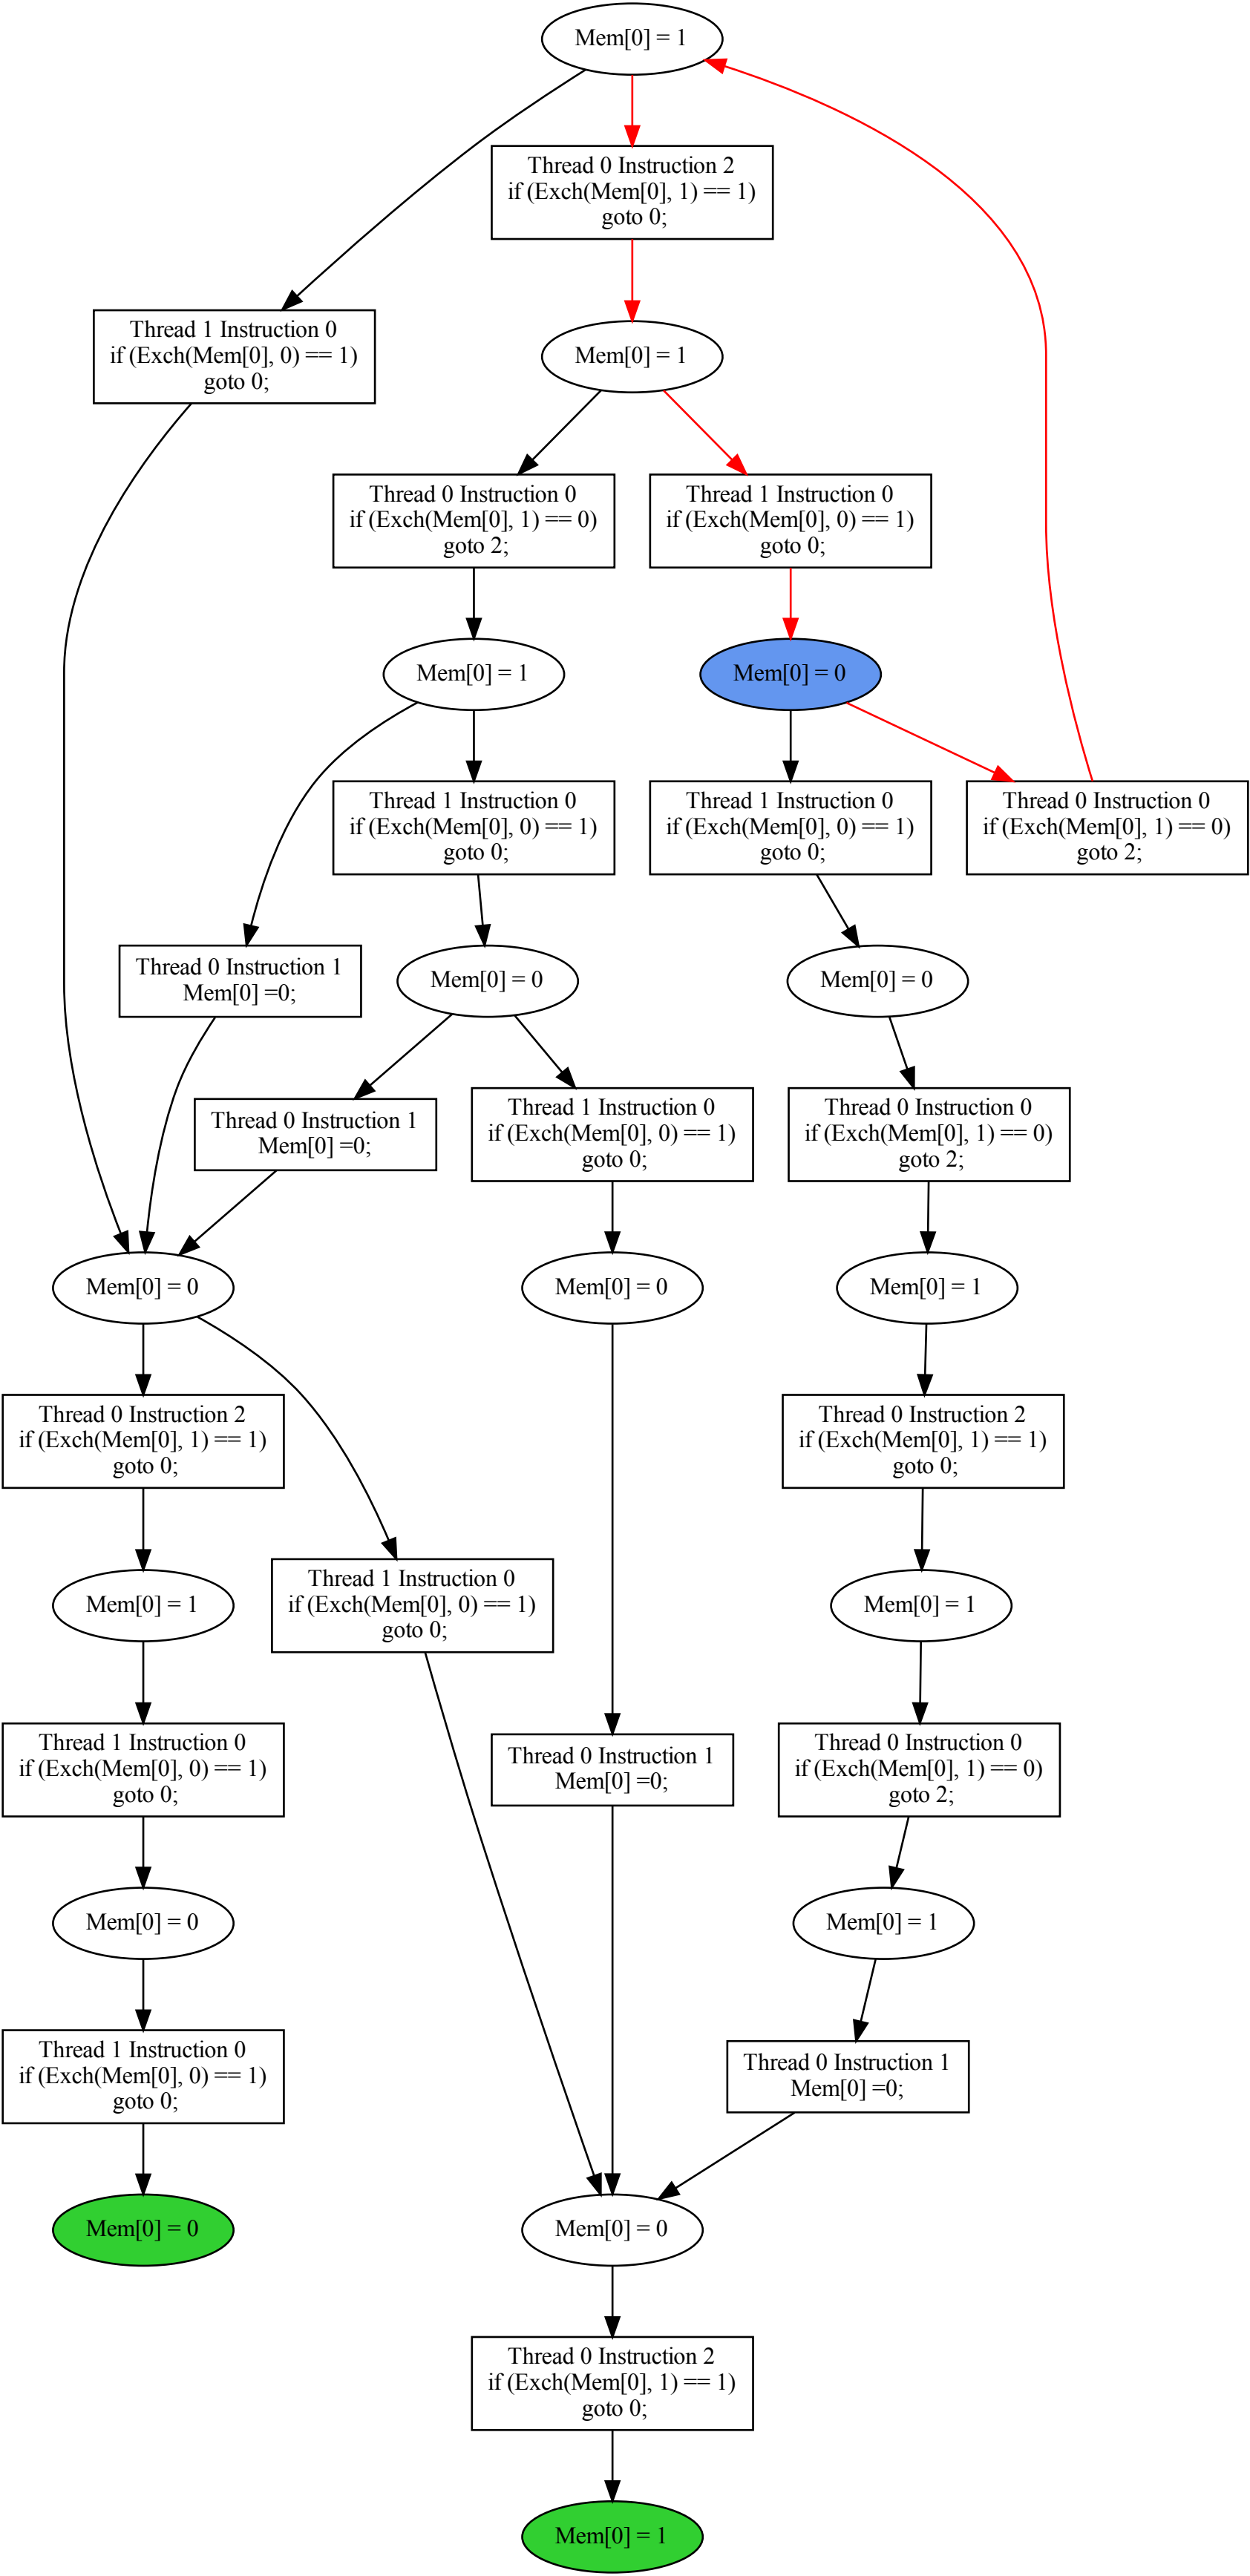 Mem[0] = 1
Thread 0 Instruction 2
if (Exch(Mem[0], 1) == 1)
goto 0;
Thread 1 Instruction 0
if (Exch(Mem[0], 0) == 1)
goto 0;
Mem[0] = 1
Thread 0 Instruction 0
if (Exch(Mem[0], 1) == 0)
goto 2;
Thread 1 Instruction 0
if (Exch(Mem[0], 0) == 1)
goto 0;
Mem[0] = 1
Mem[0] = 0
Thread 1 Instruction 0
if (Exch(Mem[0], 0) == 1)
goto 0;
Thread 1 Instruction 0
if (Exch(Mem[0], 0) == 1)
goto 0;
Thread 0 Instruction 0
if (Exch(Mem[0], 1) == 0)
goto 2;
Thread 0 Instruction 1
Mem[0] =0;
Mem[0] = 0
Mem[0] = 0
Thread 0 Instruction 1
Mem[0] =0;
Thread 1 Instruction 0
if (Exch(Mem[0], 0) == 1)
goto 0;
Thread 0 Instruction 0
if (Exch(Mem[0], 1) == 0)
goto 2;
Mem[0] = 0
Mem[0] = 0
Mem[0] = 1
Thread 0 Instruction 2
if (Exch(Mem[0], 1) == 1)
goto 0;
Thread 0 Instruction 2
if (Exch(Mem[0], 1) == 1)
goto 0;
Mem[0] = 1
Thread 1 Instruction 0
if (Exch(Mem[0], 0) == 1)
goto 0;
Mem[0] = 1
Thread 1 Instruction 0
if (Exch(Mem[0], 0) == 1)
goto 0;
Thread 0 Instruction 1
Mem[0] =0;
Thread 0 Instruction 0
if (Exch(Mem[0], 1) == 0)
goto 2;
Mem[0] = 0
Mem[0] = 1
Thread 1 Instruction 0
if (Exch(Mem[0], 0) == 1)
goto 0;
Thread 0 Instruction 1
Mem[0] =0;
Mem[0] = 0
Mem[0] = 0
Thread 0 Instruction 2
if (Exch(Mem[0], 1) == 1)
goto 0;
Mem[0] = 1